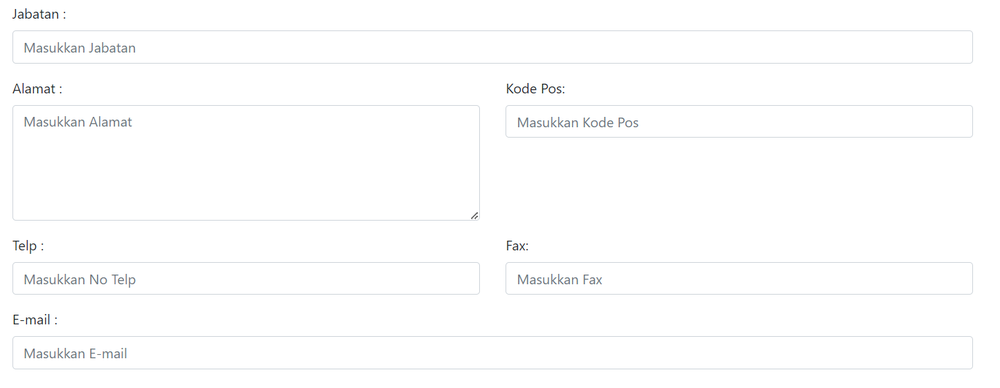 Jabatan :
Masukkan Jabatan
Alamat :
Masukkan Alamat
Kode Pos:
Masukkan Kode Pos
Telp :
Masukkan No Telp
Fax:
Masukkan Fax
E-mail :
Masukkan E-mail